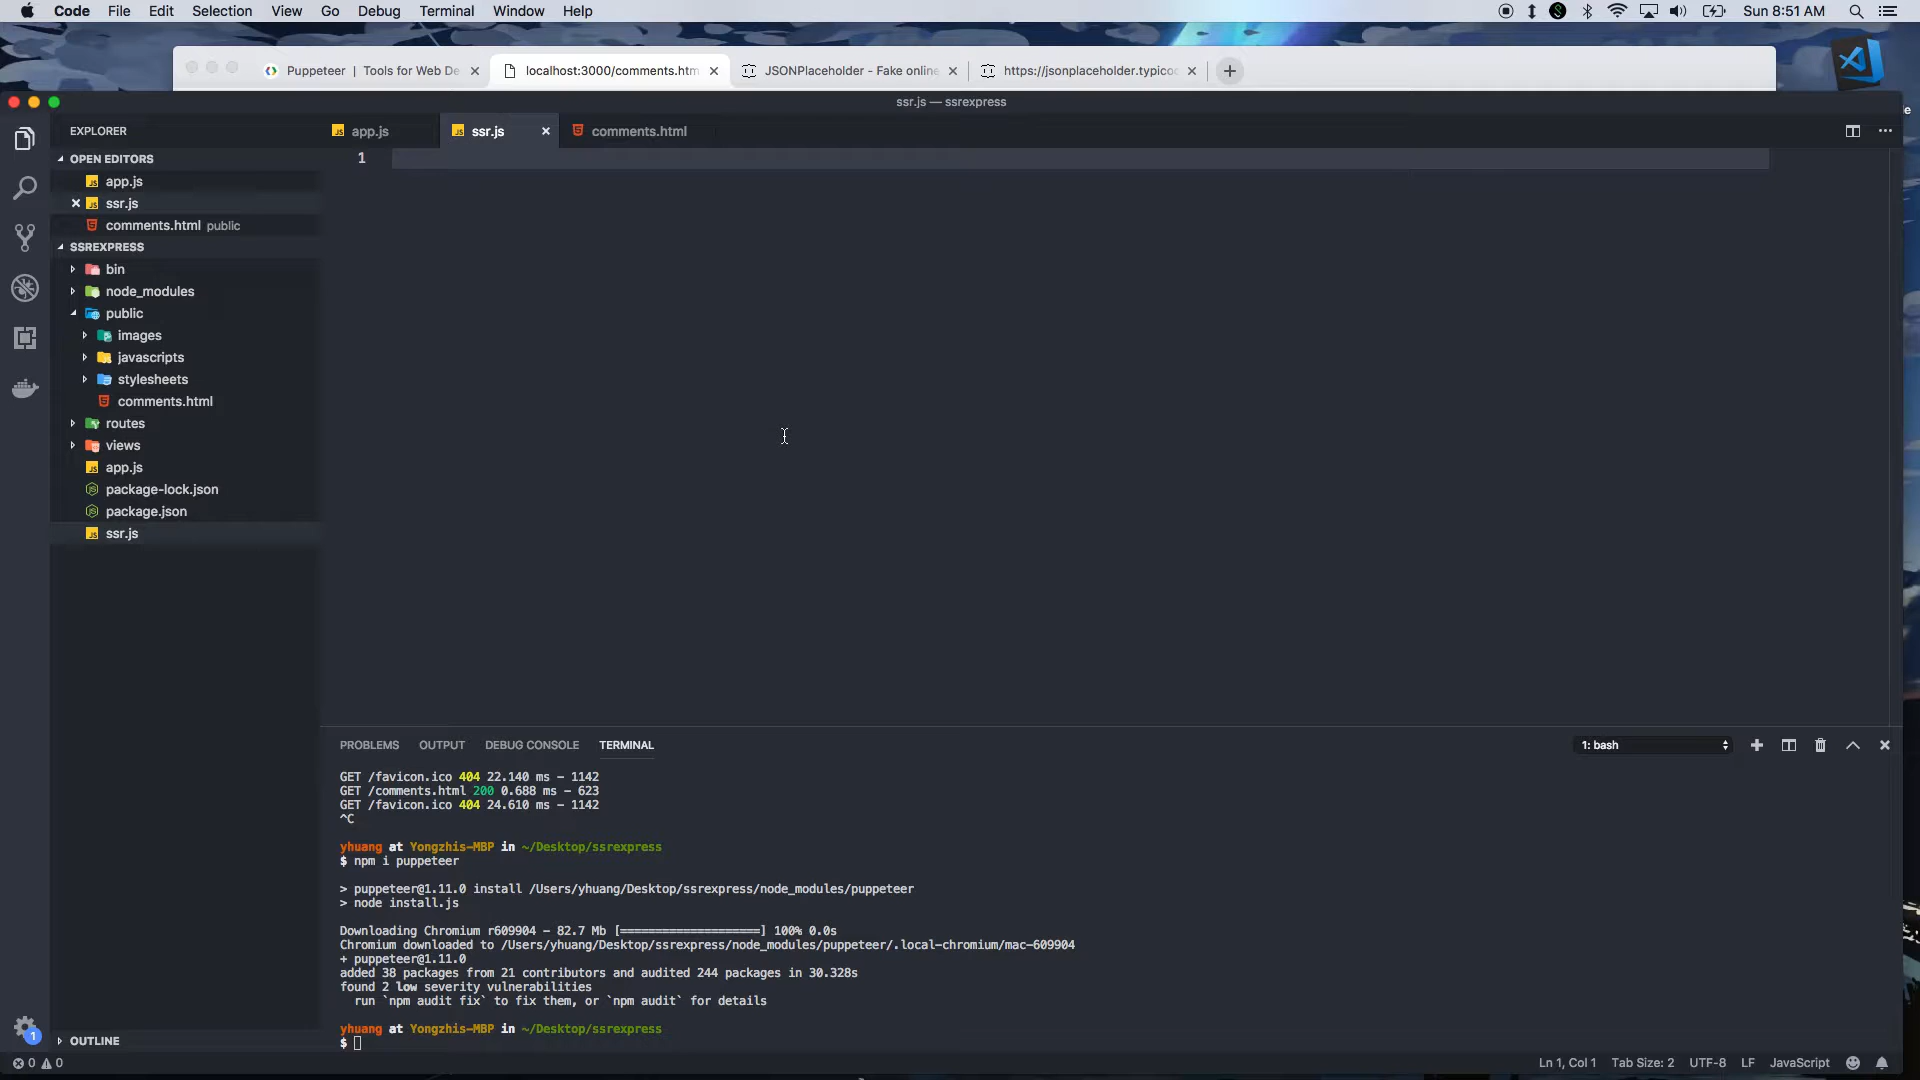 Code File Edit Selection View Go Debug Terminal Window Help
Sun 8:51 AM
Puppeteer | Tools for Web De
localhost:3000/comments.htm
JSONPlaceholder - Fake online
https://jsonplaceholder.typico
ssr.js — ssrexpress
EXPLORER
app.js
ssr.js
comments.html
OPEN EDITORS
app.js
ssr.js
comments.html public
SSREXPRESS
bin
node_modules
public
images
javascripts
stylesheets
comments.html
routes
views
app.js
package-lock.json
package.json
ssr.js
OUTLINE
1
PROBLEMS OUTPUT DEBUG CONSOLE TERMINAL
1: bash
GET /favicon.ico 404 22.140 ms - 1142
GET /comments.html 200 0.688 ms - 623
GET /favicon.ico 404 24.610 ms - 1142
^C
yhuang at Yongzhis-MBP in ~/Desktop/ssrexpress
$ npm i puppeteer
> puppeteer@1.11.0 install /Users/yhuang/Desktop/ssrexpress/node_modules/puppeteer
> node install.js
Downloading Chromium r609904 - 82.7 Mb [====================] 100% 0.0s
Chromium downloaded to /Users/yhuang/Desktop/ssrexpress/node_modules/puppeteer/.local-chromium/mac-609904
+ puppeteer@1.11.0
added 38 packages from 21 contributors and audited 244 packages in 30.328s
found 2 low severity vulnerabilities
run `npm audit fix` to fix them, or `npm audit` for details
yhuang at Yongzhis-MBP in ~/Desktop/ssrexpress
$
1
0 0
Ln 1, Col 1 Tab Size: 2 UTF-8 LF JavaScript